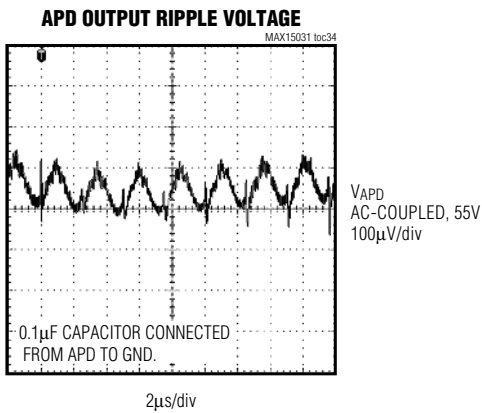 APD OUTPUT RIPPLE VOLTAGE
MAX15031 toc34
T
VAPD
AC-COUPLED, 55V
100µV/div
0.1µF CAPACITOR CONNECTED
FROM APD TO GND.
2µs/div